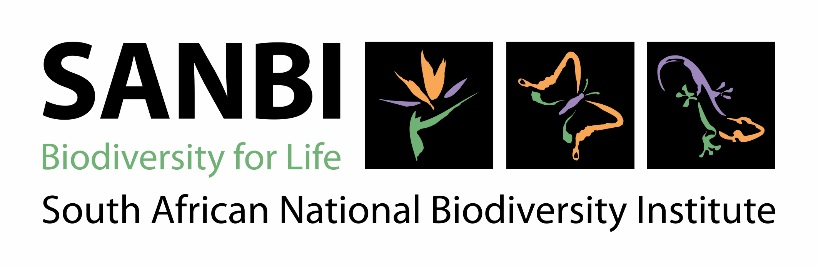 SANBI
Biodiversity for Life
South African National Biodiversity Institute